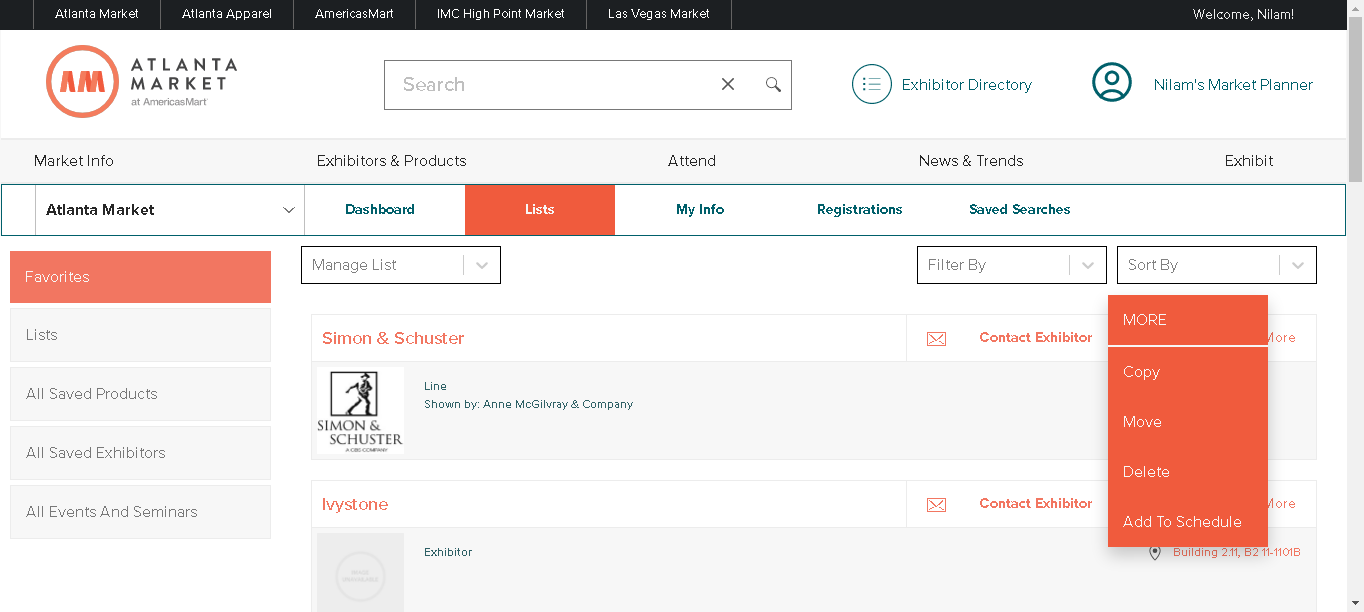 Atlanta Market Atlanta Apparel AmericasMart IMC High Point Market Las Vegas Market Welcome, Nilam!
AM ATLANTA MARKET at AmericasMart
Search
Exhibitor Directory
Nilam's Market Planner
Market Info Exhibitors & Products Attend News & Trends Exhibit
Atlanta Market Dashboard Lists My Info Registrations Saved Searches
Favorites
Lists
All Saved Products
All Saved Exhibitors
All Events And Seminars
Manage List Filter By Sort By
Simon & Schuster Contact Exhibitor More
SIMON &
SCHUSTER
A CBS COMPANY
Line
Shown by: Anne McGilvray & Company
MORE
Copy
Move
Delete
Add To Schedule
Ivystone Contact Exhibitor More
IMAGE
UNAVAILABLE
Exhibitor
Building 2.11, B2 11-1101B